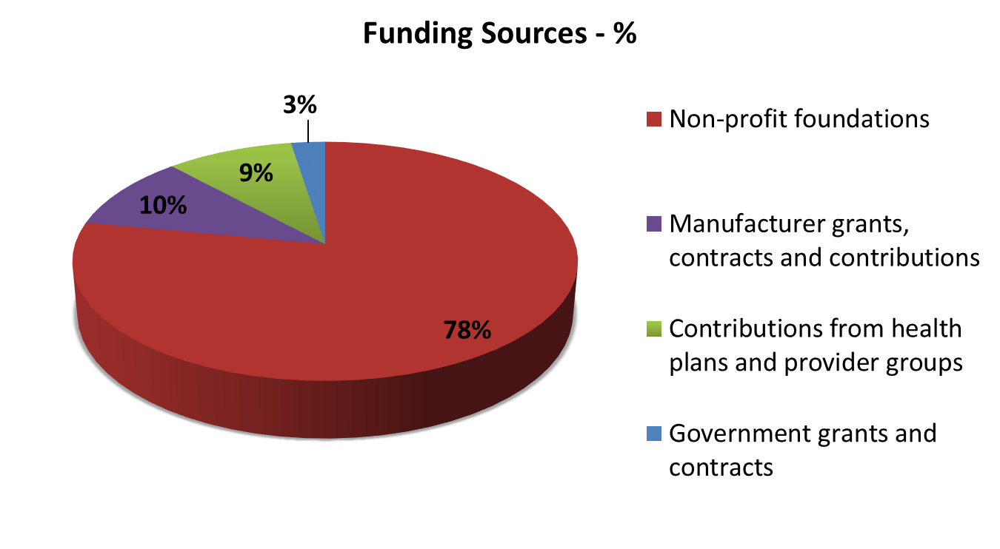 Funding Sources - %
3%
9%
10%
78%
Non-profit foundations
Manufacturer grants,
contracts and contributions
Contributions from health
plans and provider groups
Government grants and
contracts